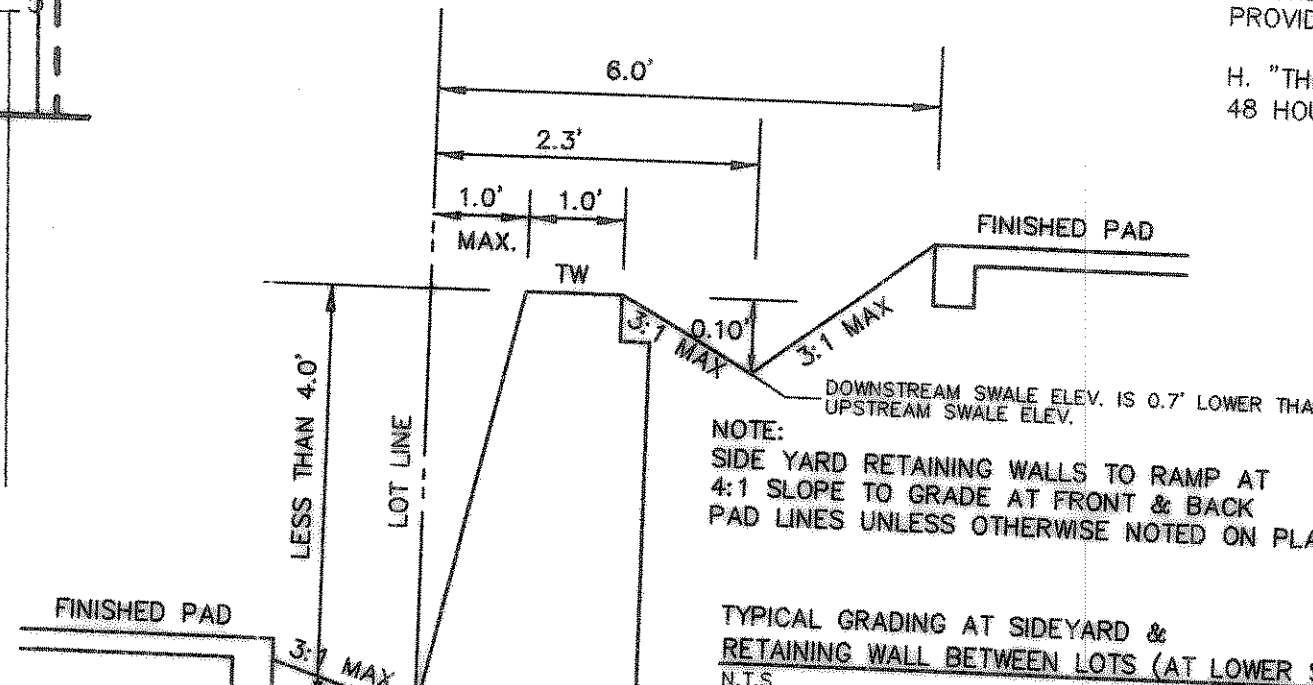 PROVID
H. "TH
48 HOU
6.0'
2.3'
1.0'
1.0'
MAX.
FINISHED PAD
TW
0.10'
3:1 MAX
3:1 MAX
LESS THAN 4.0'
LOT LINE
DOWNSTREAM SWALE ELEV. IS 0.7' LOWER THA
UPSTREAM SWALE ELEV.
NOTE:
SIDE YARD RETAINING WALLS TO RAMP AT
4:1 SLOPE TO GRADE AT FRONT & BACK
PAD LINES UNLESS OTHERWISE NOTED ON PLA
FINISHED PAD
3:1 MAX
TYPICAL GRADING AT SIDEYARD &
RETAINING WALL BETWEEN LOTS (AT LOWER
N.T.S.